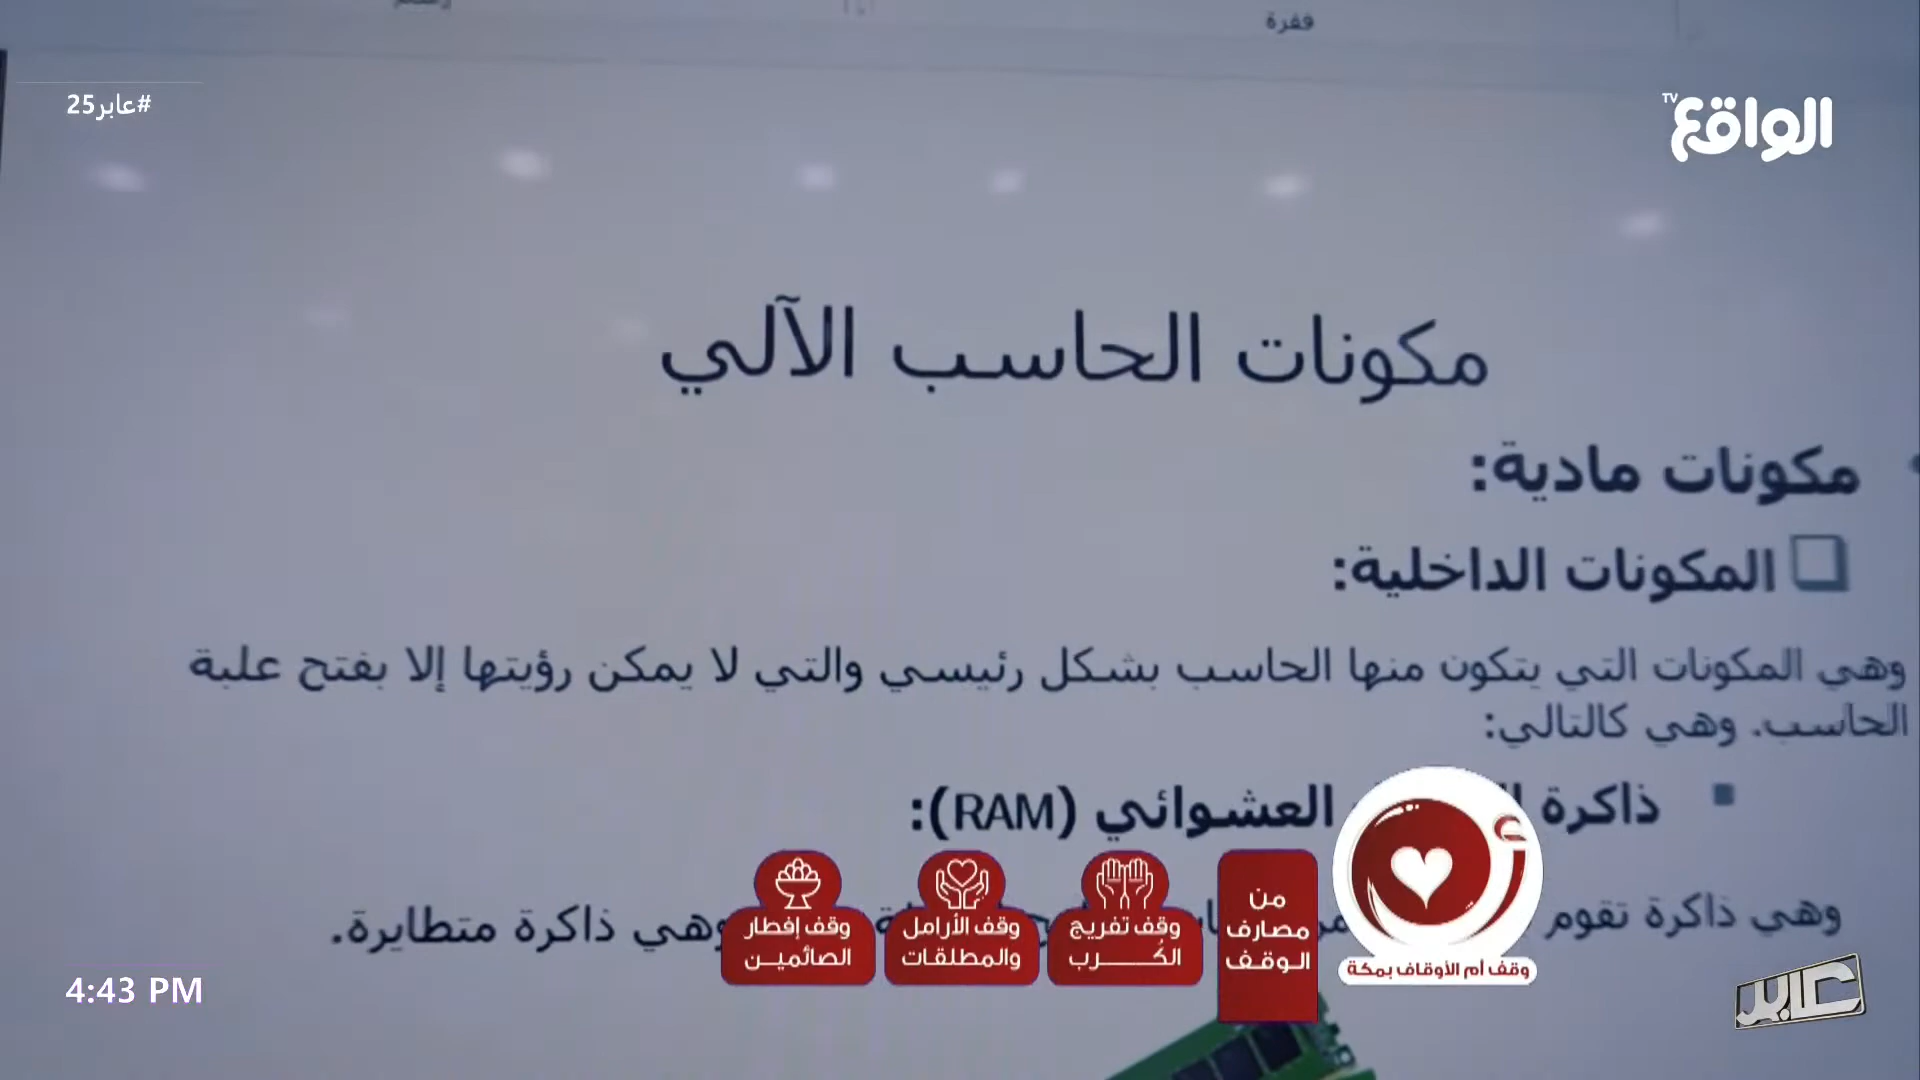 فقرة
#عابر25
الواقع TV
مكونات الحاسب الآلي
مكونات مادية:
المكونات الداخلية:
وهي المكونات التي يتكون منها الحاسب بشكل رئيسي والتي لا يمكن رؤيتها إلا بفتح علبة
الحاسب. وهي كالتالي:
ذاكرة العشوائي (RAM):
وهي ذاكرة تقوم وهي ذاكرة متطايرة.
أ
وقف أم الأوقاف بمكة
من
مصارف
الوقف
وقف تفريج
الكُرب
وقف الأرامل
والمطلقات
وقف إفطار
الصائمين
4:43 PM
عابر